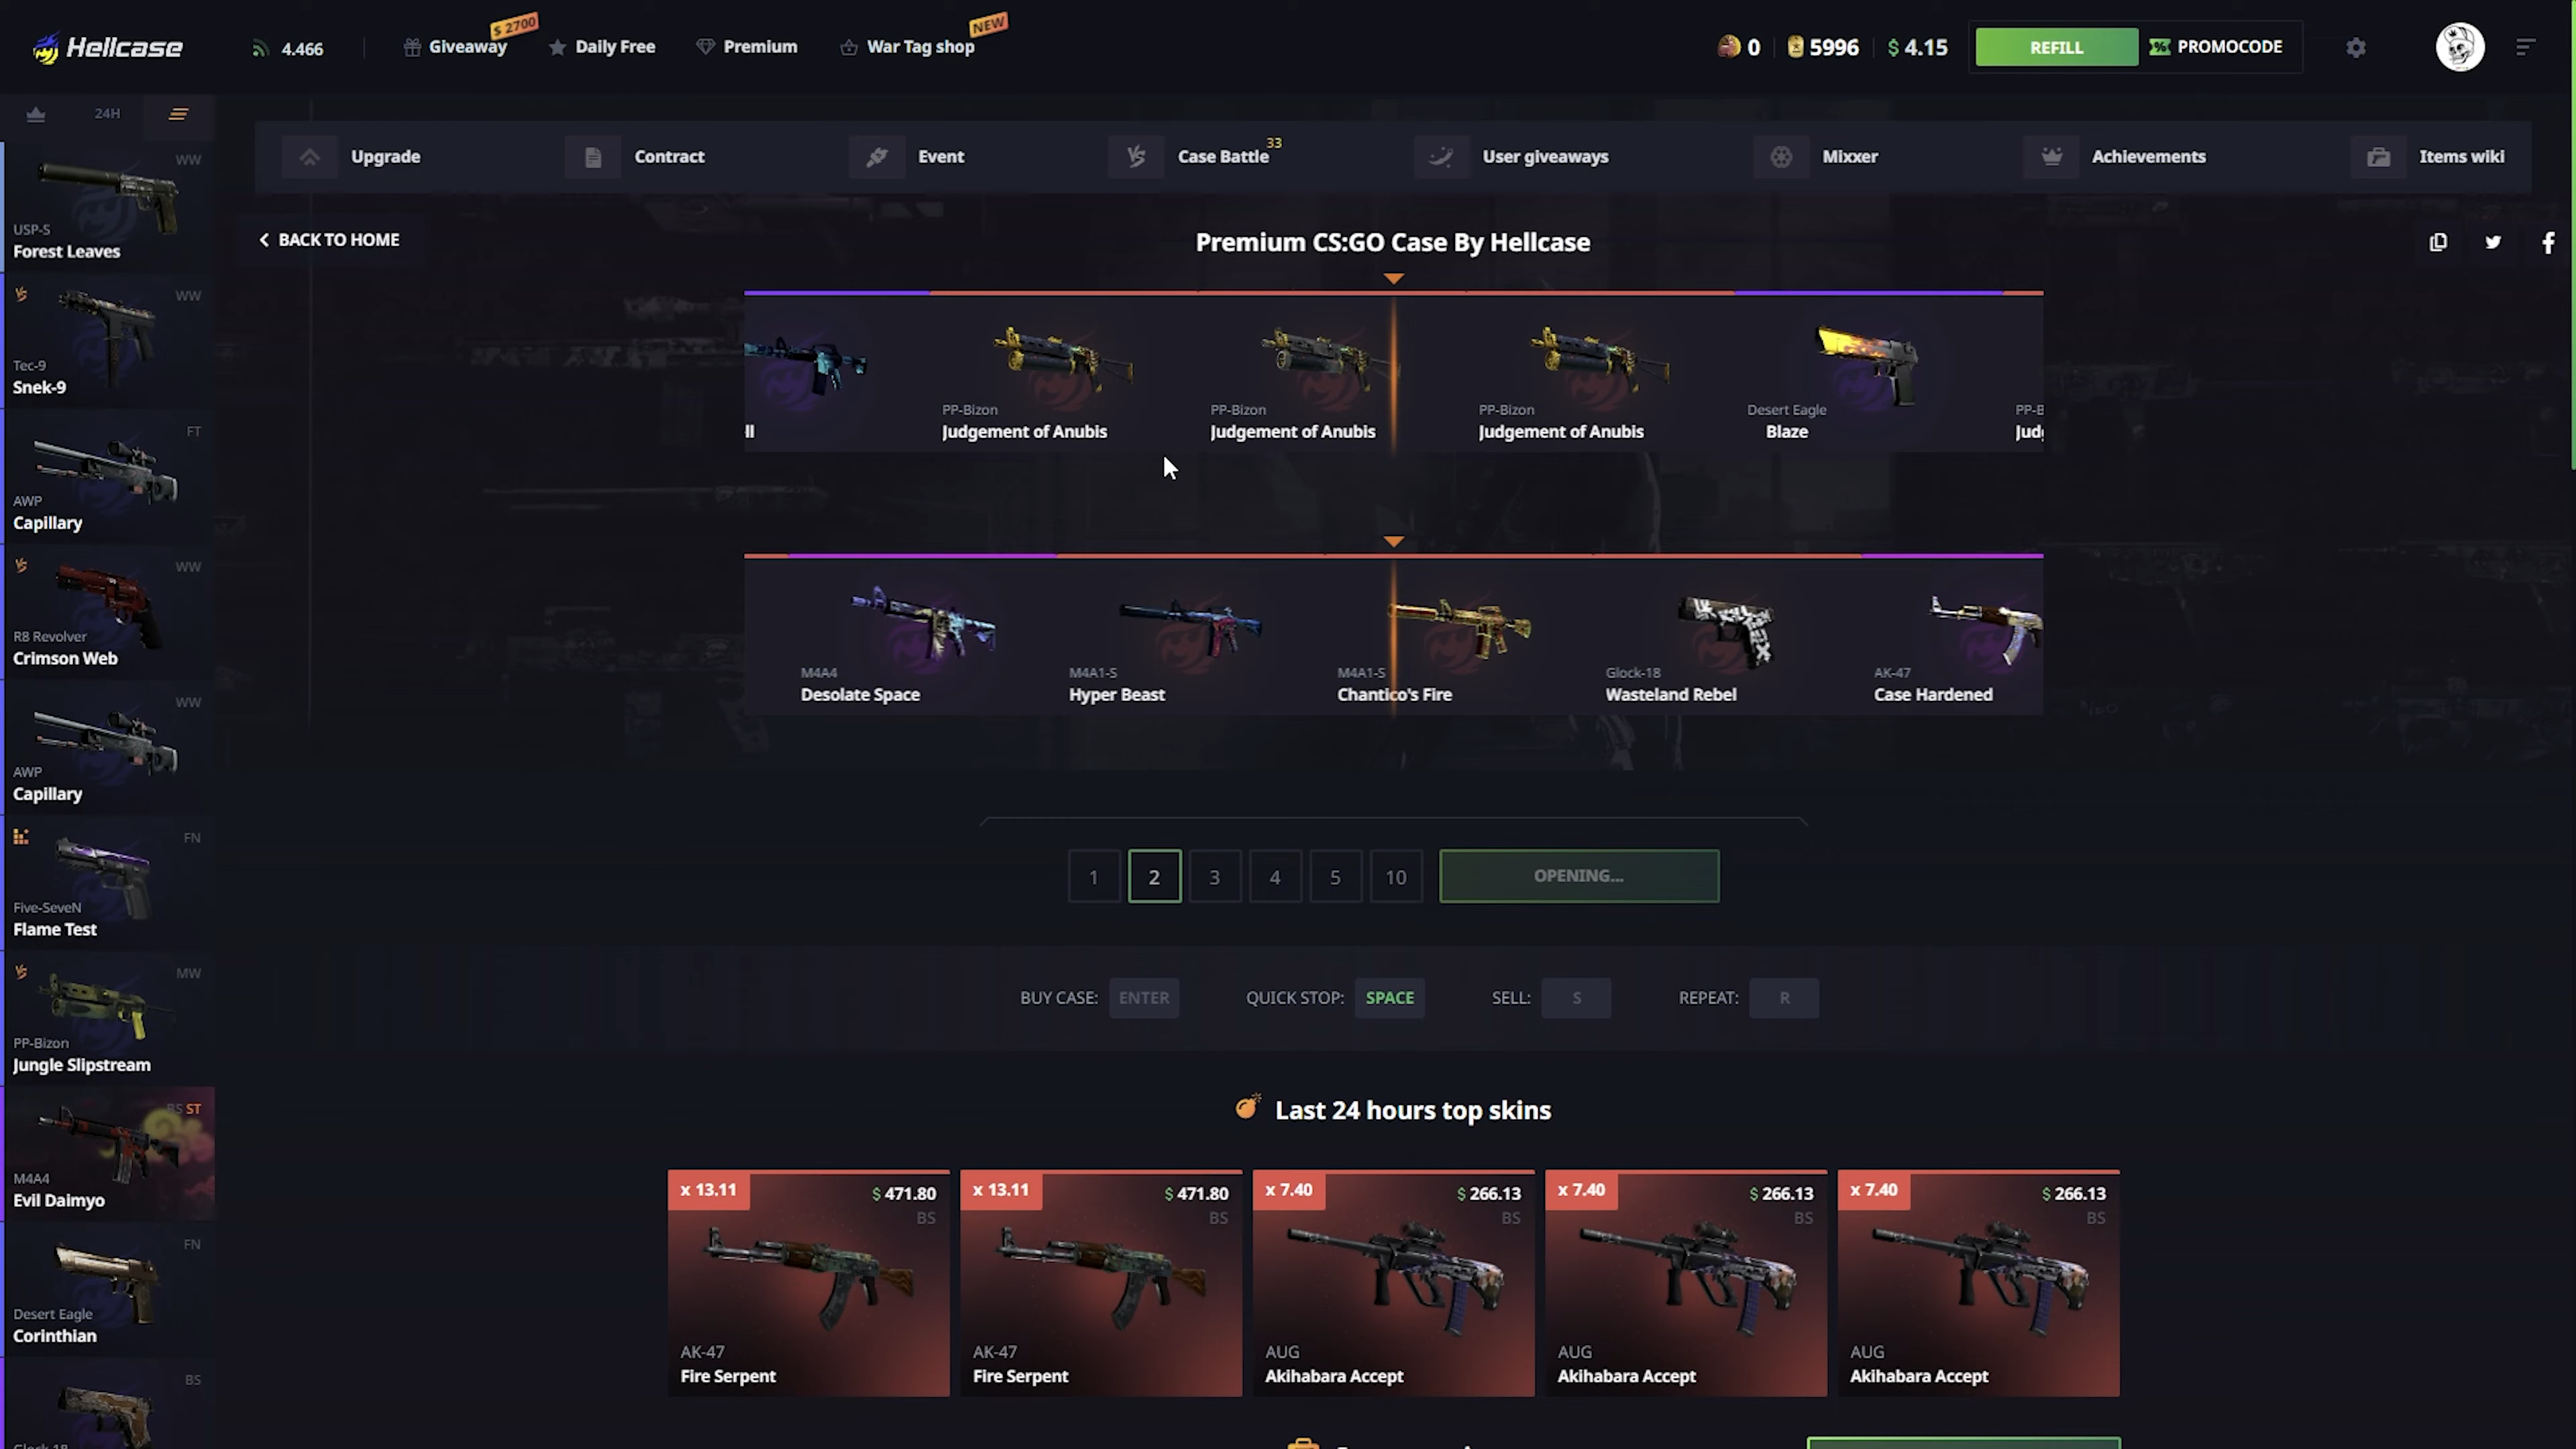 Hellcase
4.466
Giveaway
$ 2700
Daily Free
Premium
War Tag shop
NEW
0
5996
$ 4.15
REFILL
PROMOCODE
24H
Upgrade
Contract
Event
Case Battle
33
User giveaways
Mixxer
Achievements
Items wiki
BACK TO HOME
Premium CS:GO Case By Hellcase
WW
USP-S
Forest Leaves
WW
Tec-9
Snek-9
FT
AWP
Capillary
WW
R8 Revolver
Crimson Web
WW
AWP
Capillary
FN
Five-SeveN
Flame Test
MW
PP-Bizon
Jungle Slipstream
BS ST
M4A4
Evil Daimyo
FN
Desert Eagle
Corinthian
BS
Glock-18
ll
PP-Bizon
Judgement of Anubis
PP-Bizon
Judgement of Anubis
PP-Bizon
Judgement of Anubis
Desert Eagle
Blaze
PP-B
Jud
M4A4
Desolate Space
M4A1-S
Hyper Beast
M4A1-S
Chantico's Fire
Glock-18
Wasteland Rebel
AK-47
Case Hardened
1
2
3
4
5
10
OPENING...
BUY CASE: ENTER
QUICK STOP: SPACE
SELL: S
REPEAT: R
Last 24 hours top skins
x 13.11
$ 471.80
BS
AK-47
Fire Serpent
x 13.11
$ 471.80
BS
AK-47
Fire Serpent
x 7.40
$ 266.13
BS
AUG
Akihabara Accept
x 7.40
$ 266.13
BS
AUG
Akihabara Accept
x 7.40
$ 266.13
BS
AUG
Akihabara Accept